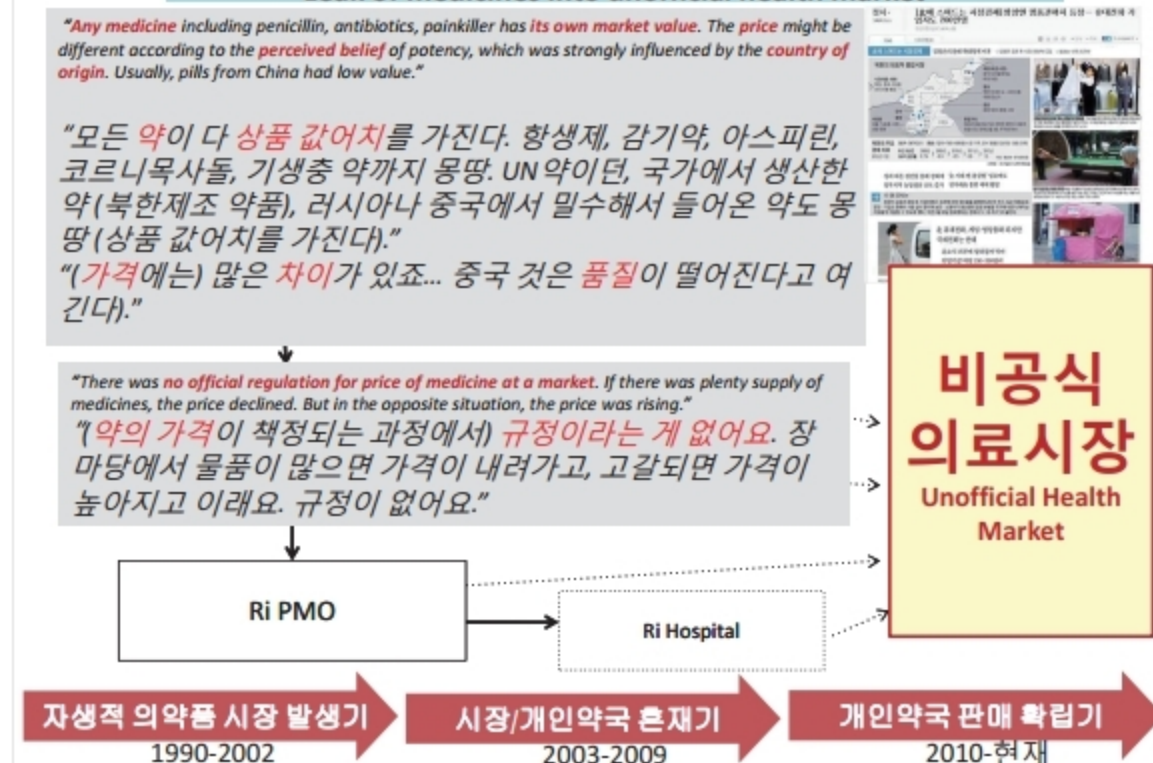 “Any medicine including penicillin, antibiotics, painkiller has its own market value. The price might be
different according to the perceived belief of potency, which was strongly influenced by the country of
origin. Usually, pills from China had low value.”
“모든 약이 다 상품 값어치를 가진다. 항생제, 감기약, 아스피린,
코르니목사돌, 기생충 약까지 몽땅. UN약이던, 국가에서 생산한
약(북한제조 약품), 러시아나 중국에서 밀수해서 들어온 약도 몽
땅(상품 값어치를 가진다).”
“(가격에는) 많은 차이가 있죠... 중국 것은 품질이 떨어진다고 여
긴다).”
“There was no official regulation for price of medicine at a market. If there was plenty supply of
medicines, the price declined. But in the opposite situation, the price was rising.”
“(약의 가격이 책정되는 과정에서) 규정이라는 게 없어요. 장
마당에서 물품이 많으면 가격이 내려가고, 고갈되면 가격이
높아지고 이래요. 규정이 없어요.”
비공식
의료시장
Unofficial Health
Market
Ri PMO
Ri Hospital
자생적 의약품 시장 발생기
1990-2002
시장/개인약국 혼재기
2003-2009
개인약국 판매 확립기
2010-현재